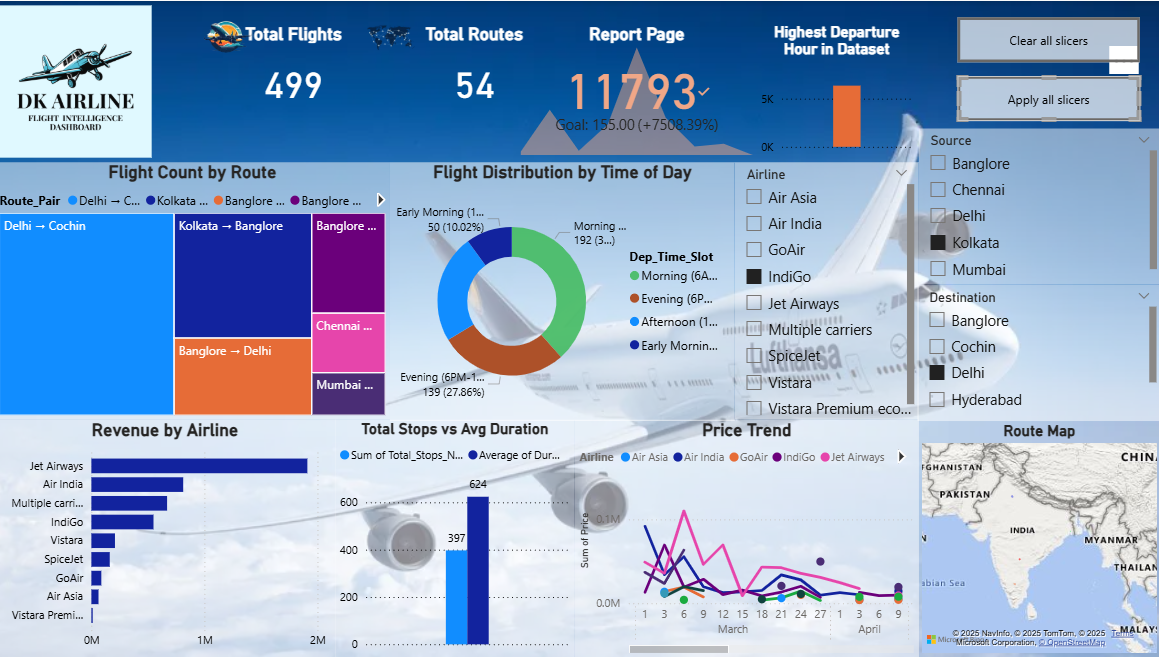 DK AIRLINE
FLIGHT INTELLIGENCE
DASHBOARD
Total Flights
499
Total Routes
54
Report Page
11793
Goal: 155.00 (+7508.39%)
Highest Departure
Hour in Dataset
5K
0K
Clear all slicers
Apply all slicers
Flight Count by Route
Route_Pair Delhi → C... Kolkata ... Banglore ... Banglore ...
Delhi → Cochin
Kolkata → Banglore
Banglore ...
Chennai ...
Banglore → Delhi
Mumbai ...
Flight Distribution by Time of Day
Early Morning (1...
50 (10.02%)
Morning ...
192 (3...)
Evening (6PM-1...
139 (27.86%)
Dep_Time_Slot
Morning (6A...
Evening (6P...
Afternoon (1...
Early Mornin...
Airline
Air Asia
Air India
GoAir
IndiGo
Jet Airways
Multiple carriers
SpiceJet
Vistara
Vistara Premium eco...
Lufthansa
Source
Banglore
Chennai
Delhi
Kolkata
Mumbai
Destination
Banglore
Cochin
Delhi
Hyderabad
Revenue by Airline
Jet Airways
Air India
Multiple carri...
IndiGo
Vistara
SpiceJet
GoAir
Air Asia
Vistara Premi...
0M 1M 2M
Total Stops vs Avg Duration
Sum of Total_Stops_N... Average of Dur...
600
400
200
0
397
624
Price Trend
Airline Air Asia Air India GoAir IndiGo Jet Airways
Sum of Price
0.1M
0.0M
1 3 6 9 12 15 18 21 24 27 1 3 6 9
March April
Route Map
FGHANISTAN
CHIN
PAKISTAN
INDIA
MYANMAR
THAILAN
abian Sea
MALAY
© 2025 NavInfo, © 2025 TomTom, © 2025
Microsoft Corporation, © OpenStreetMap
Terms